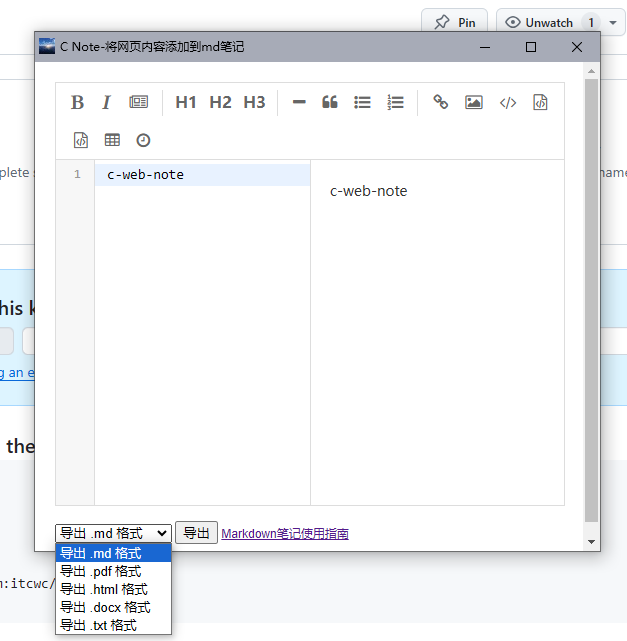 Pin
Unwatch 1
C Note-将网页内容添加到md笔记
B I H1 H2 H3
1 c-web-note
c-web-note
plete
name
his k
g an e
the
导出 .md 格式 导出 Markdown笔记使用指南
导出 .md 格式
导出 .pdf 格式
n:itcwc/
导出 .html 格式
导出 .docx 格式
导出 .txt 格式